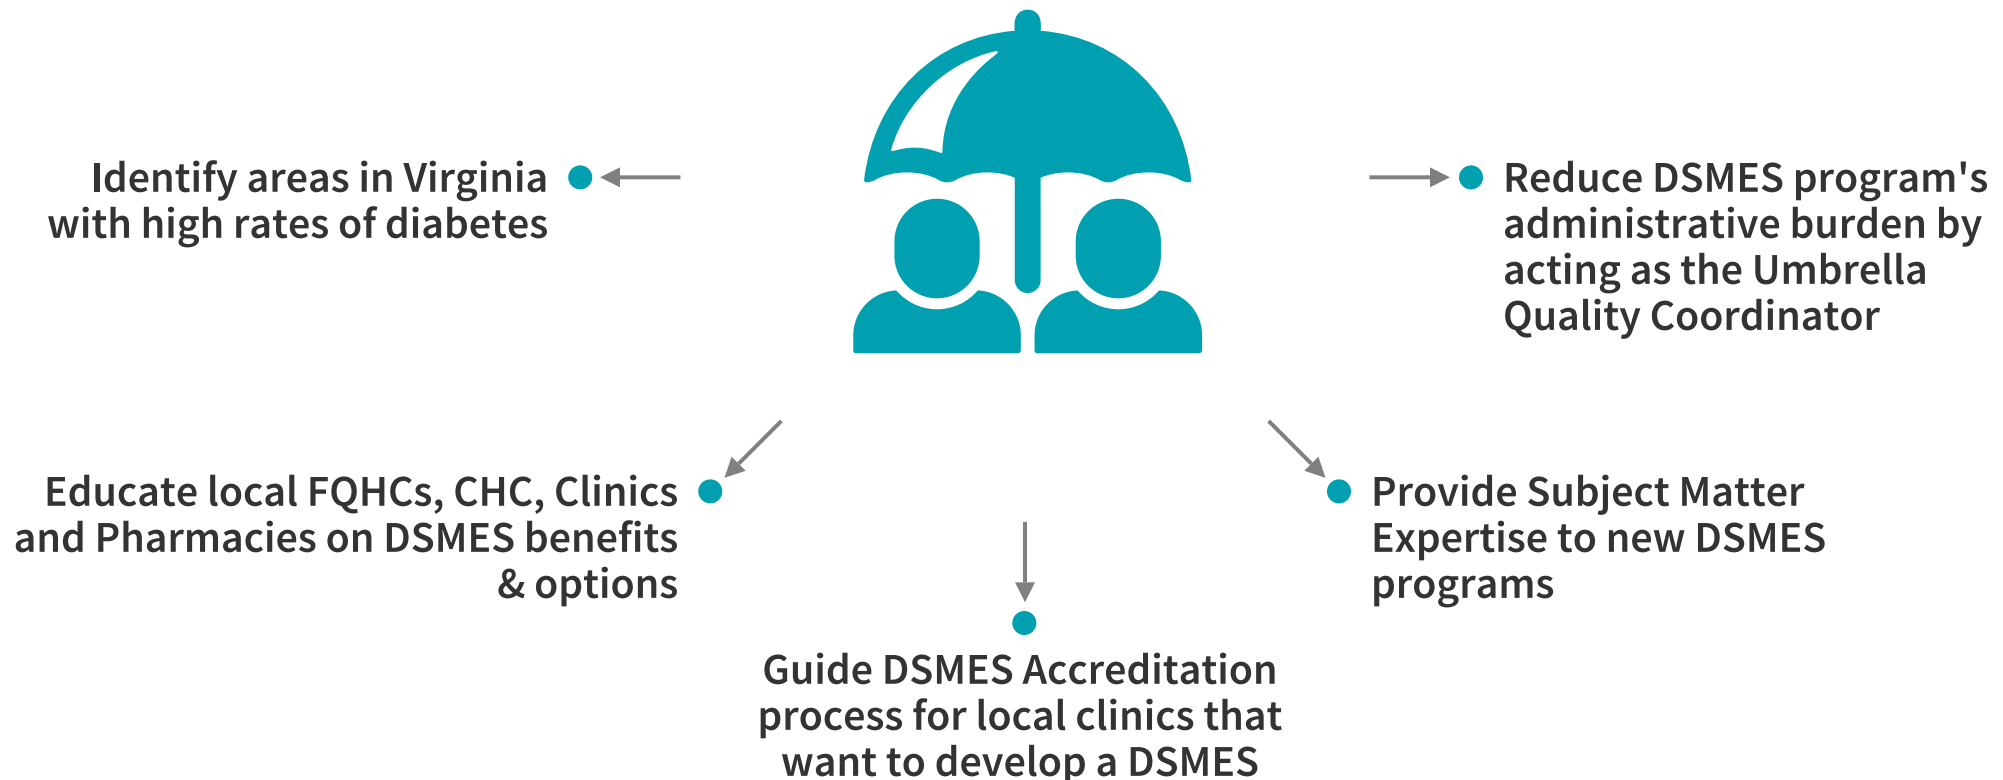 Identify areas in Virginia
with high rates of diabetes
Educate local FQHCs, CHC, Clinics
and Pharmacies on DSMES benefits
& options
Guide DSMES Accreditation
process for local clinics that
want to develop a DSMES
Provide Subject Matter
Expertise to new DSMES
programs
Reduce DSMES program's
administrative burden by
acting as the Umbrella
Quality Coordinator